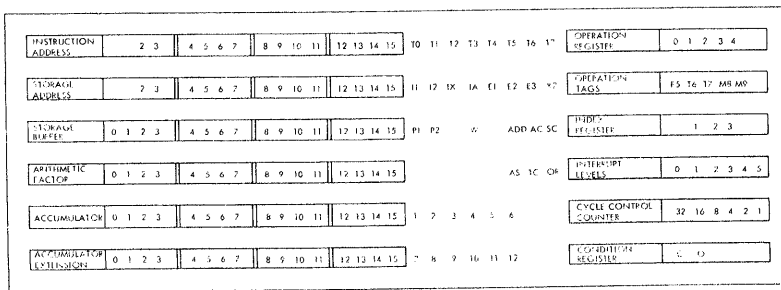 INSTRUCTION ADDRESS 2 3 4 5 6 7 8 9 10 11 12 13 14 15 T0 T1 T2 T3 T4 T5 T6 T7 OPERATION REGISTER 0 1 2 3 4
STORAGE ADDRESS 2 3 4 5 6 7 8 9 10 11 12 13 14 15 I1 I2 IX IA E1 E2 E3 X7 OPERATION TAGS F5 T6 T7 M8 M9
STORAGE BUFFER 0 1 2 3 4 5 6 7 8 9 10 11 12 13 14 15 P1 P2 W ADD AC SC INDEX REGISTER 1 2 3
ARITHMETIC FACTOR 0 1 2 3 4 5 6 7 8 9 10 11 12 13 14 15 AS TC OR INTERRUPT LEVELS 0 1 2 3 4 5
ACCUMULATOR 0 1 2 3 4 5 6 7 8 9 10 11 12 13 14 15 1 2 3 4 5 6 CYCLE CONTROL COUNTER 32 16 8 4 2 1
ACCUMULATOR EXTENSION 0 1 2 3 4 5 6 7 8 9 10 11 12 13 14 15 7 8 9 10 11 12 CONDITION REGISTER C O